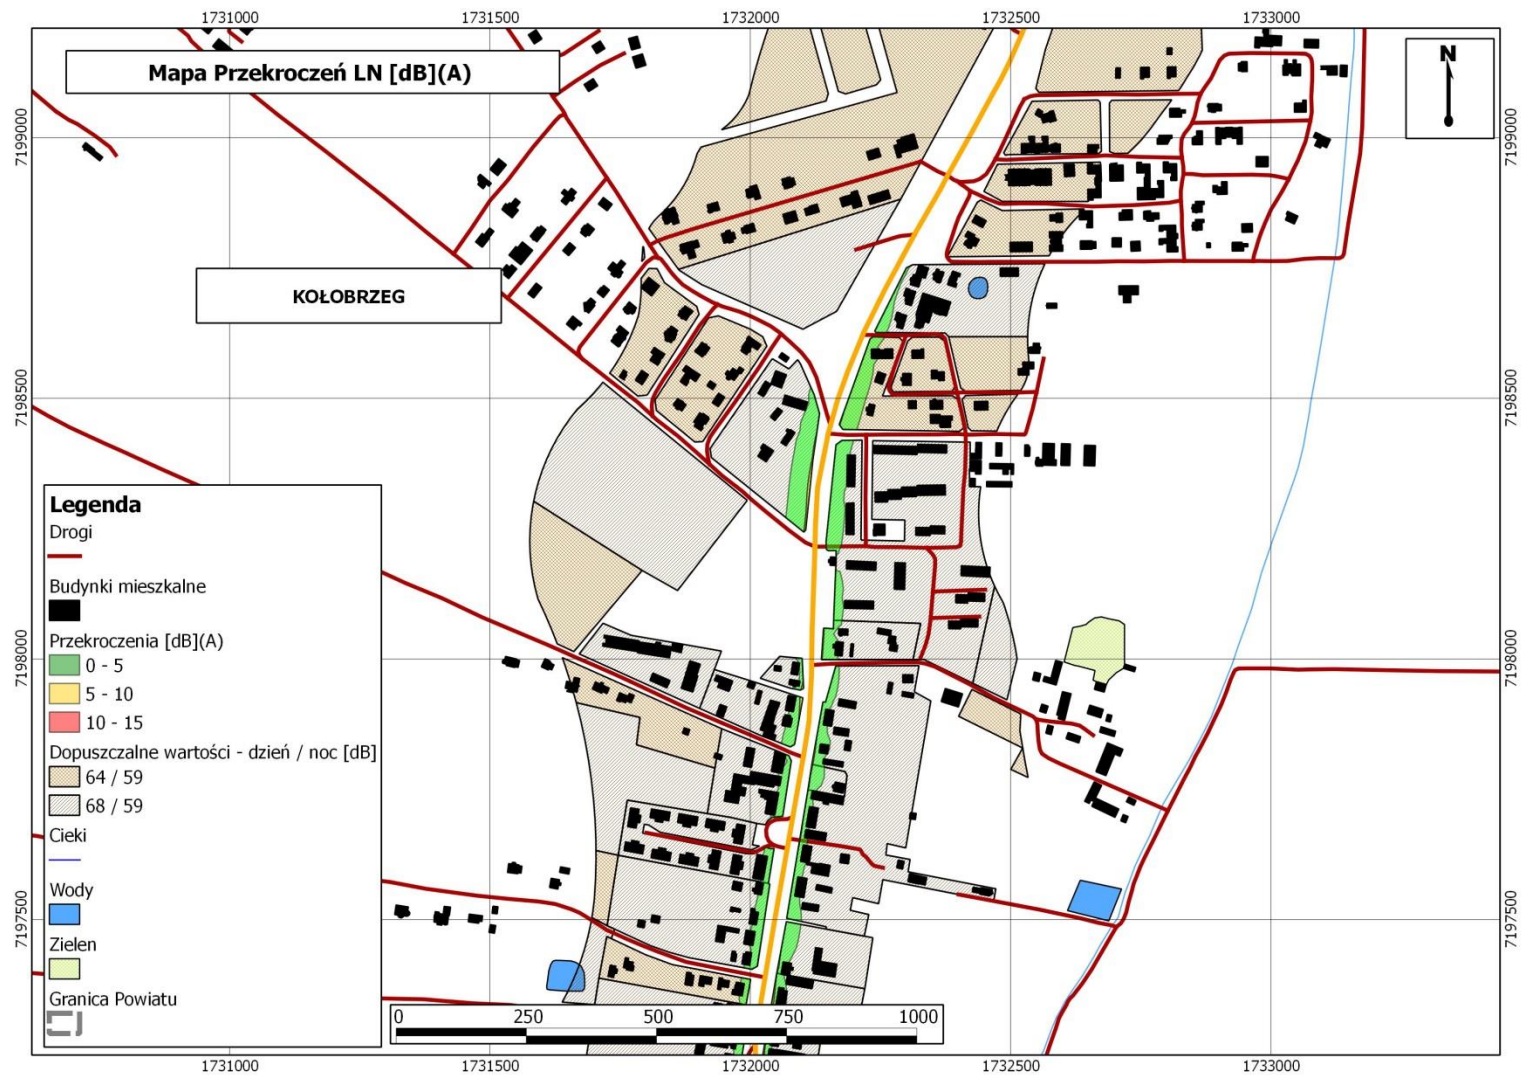 1731000 1731500 1732000 1732500 1733000
Mapa Przekroczeń LN [dB](A)
N
7199000 7199000
KOŁOBRZEG
7198500 7198500
Legenda
Drogi
Budynki mieszkalne
Przekroczenia [dB](A)
0 - 5
7198000 7198000
5 - 10
10 - 15
Dopuszczalne wartości - dzień / noc [dB]
64 / 59
68 / 59
Cieki
Wody
7197500 7197500
Zielen
Granica Powiatu
0 250 500 750 1000
1731000 1731500 1732000 1732500 1733000